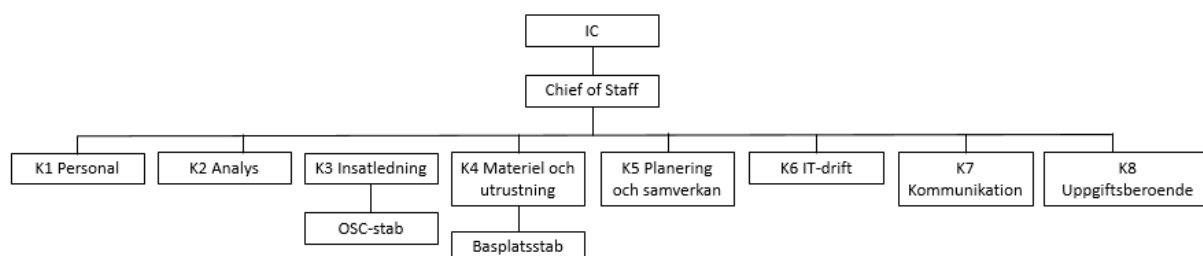 IC
Chief of Staff
K1 Personal
K2 Analys
K3 Insatledning
K4 Materiel och
utrustning
K5 Planering
och samverkan
K6 IT-drift
K7
Kommunikation
K8
Uppgiftsberoende
OSC-stab
Basplatsstab